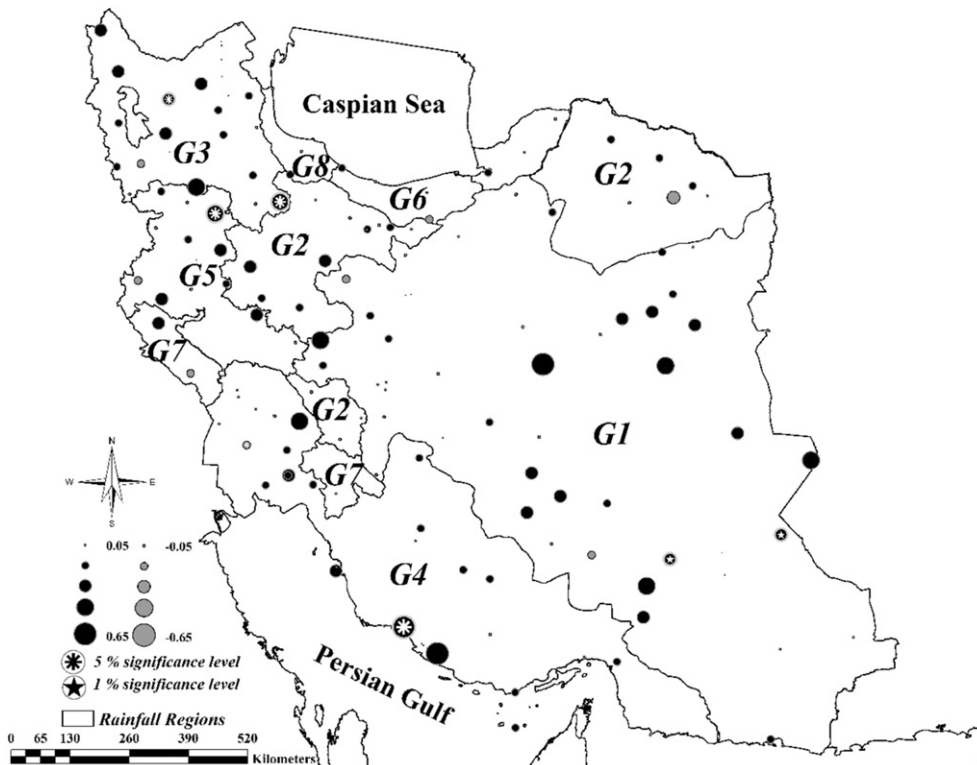 Caspian Sea
G8
G3
G6
G2
G2
G5
G7
G2
G1
G7
N
W E
S
0.05 -0.05
G4
0.65 -0.65
5 % significance level
1 % significance level
Persian Gulf
Rainfall Regions
0 65 130 260 390 520
Kilometers